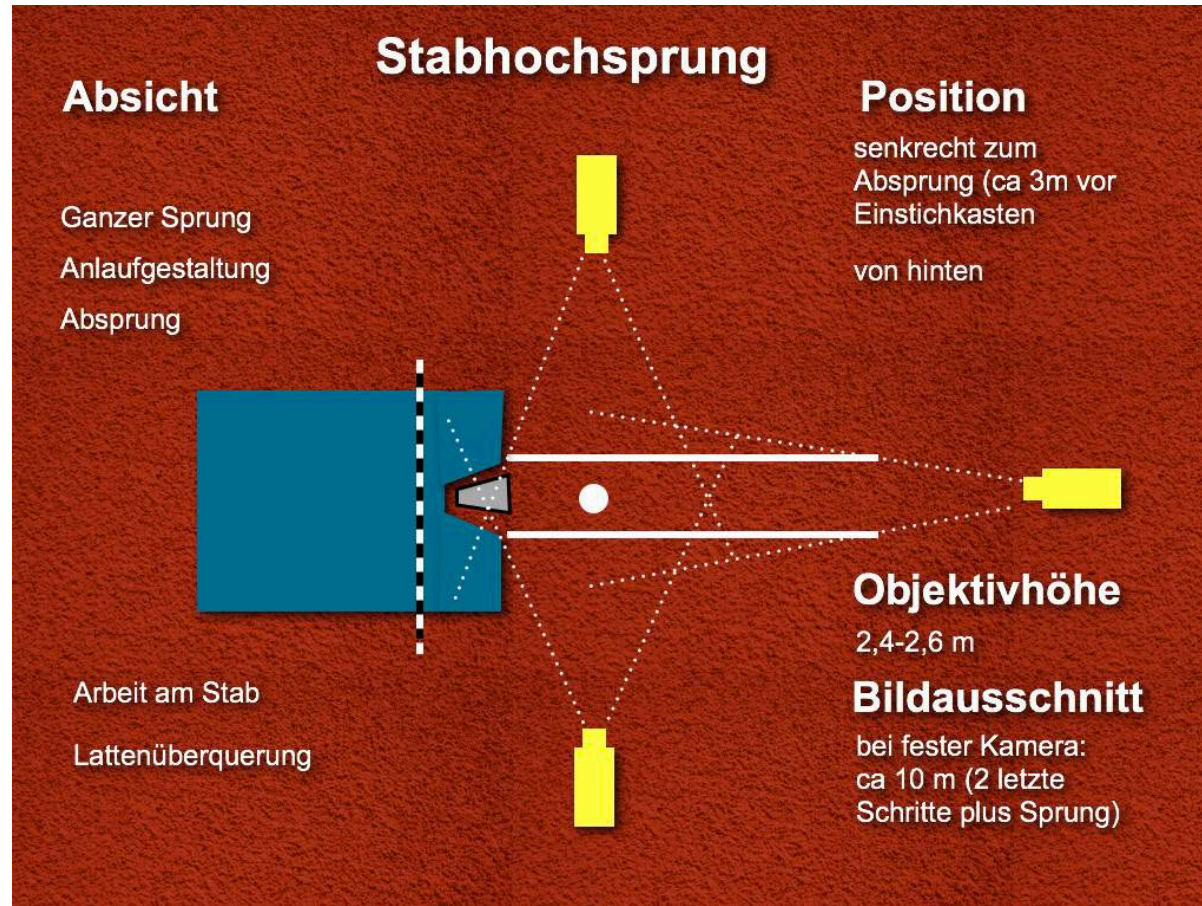 Stabhochsprung
Absicht
Ganzer Sprung
Anlaufgestaltung
Absprung
Arbeit am Stab
Lattenüberquerung
Position
senkrecht zum
Absprung (ca 3m vor
Einstichkasten
von hinten
Objektivhöhe
2,4-2,6 m
Bildausschnitt
bei fester Kamera:
ca 10 m (2 letzte
Schritte plus Sprung)